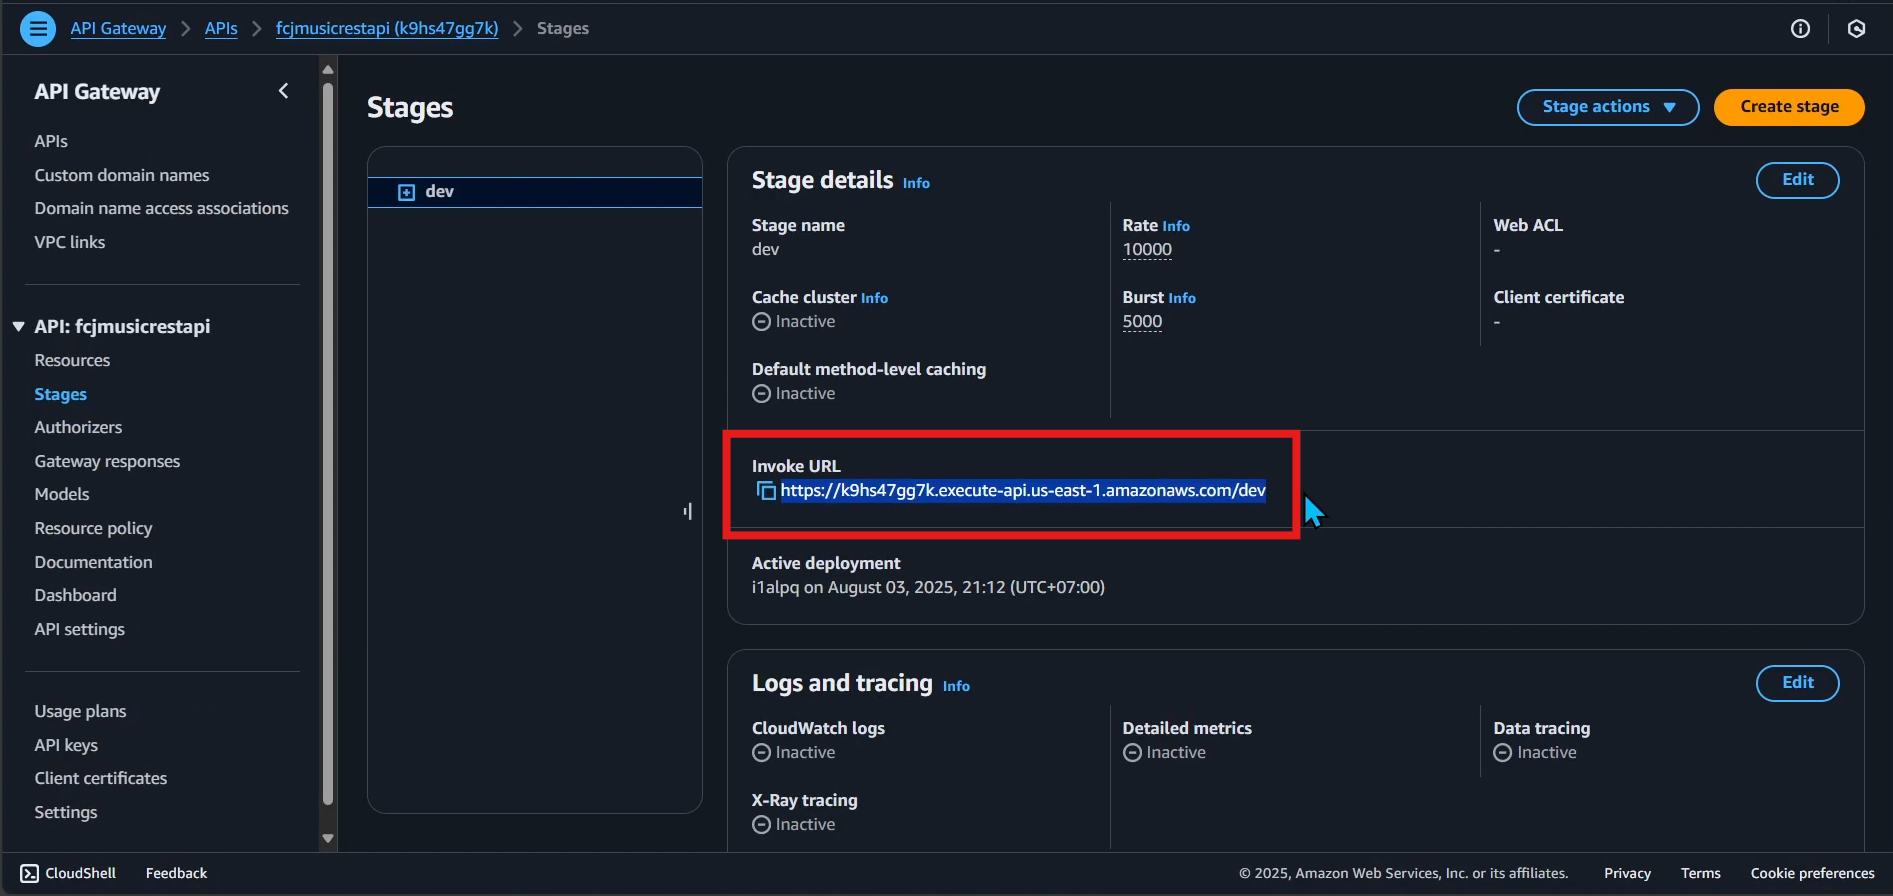 API Gateway > APIs > fcjmusicrestapi (k9hs47gg7k) > Stages
API Gateway
APIs
Custom domain names
Domain name access associations
VPC links
API: fcjmusicrestapi
Resources
Stages
Authorizers
Gateway responses
Models
Resource policy
Documentation
Dashboard
API settings
Usage plans
API keys
Client certificates
Settings
Stages
Stage actions
Create stage
dev
Stage details Info
Edit
Stage name
dev
Rate Info
10000
Web ACL
-
Cache cluster Info
Inactive
Burst Info
5000
Client certificate
-
Default method-level caching
Inactive
Invoke URL
https://k9hs47gg7k.execute-api.us-east-1.amazonaws.com/dev
Active deployment
i1alpq on August 03, 2025, 21:12 (UTC+07:00)
Logs and tracing Info
Edit
CloudWatch logs
Inactive
Detailed metrics
Inactive
Data tracing
Inactive
X-Ray tracing
Inactive
CloudShell
Feedback
© 2025, Amazon Web Services, Inc. or its affiliates.
Privacy
Terms
Cookie preferences